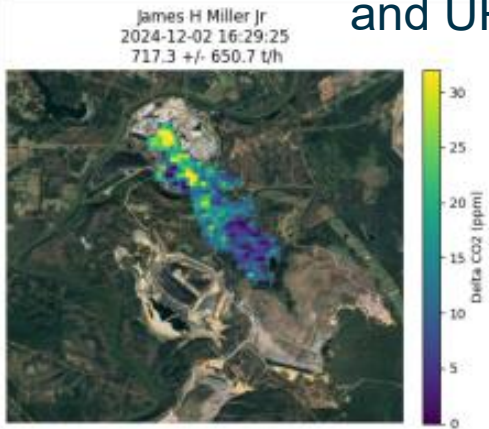 and
James H Miller Jr
2024-12-02 16:29:25
717.3 +/- 650.7 t/h
30
25
20
15
10
5
0
Delta CO2 (ppm)